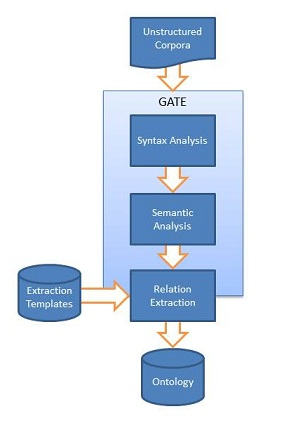 Unstructured
Corpora
GATE
Syntax Analysis
Semantic
Analysis
Extraction
Templates
Relation
Extraction
Ontology